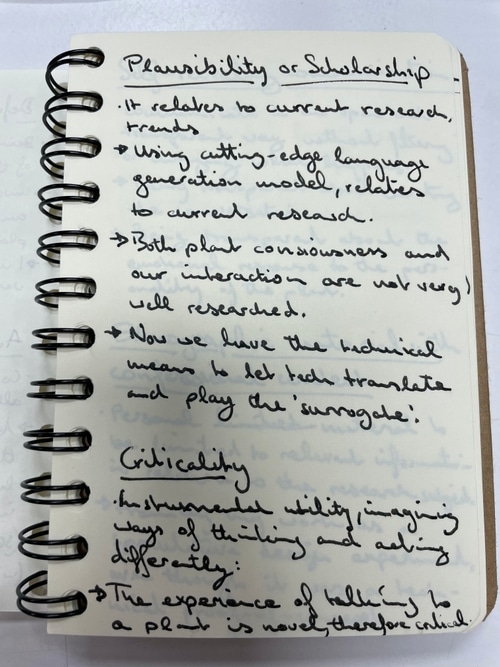 Plausibility or Scholarship
· It relates to current research,
trends
→ Using cutting-edge language
generation model, relates
to current research.
→ Both plant consiousness and
our interaction are not very
well researched.
→ Now we have the technical
means to let tech translate
and play the 'surrogate'.
Criticality
· Instrumental utility, imagining
ways of thinking and acting
differently:
→ The experience of talking to
a plant is novel, therefore critical.